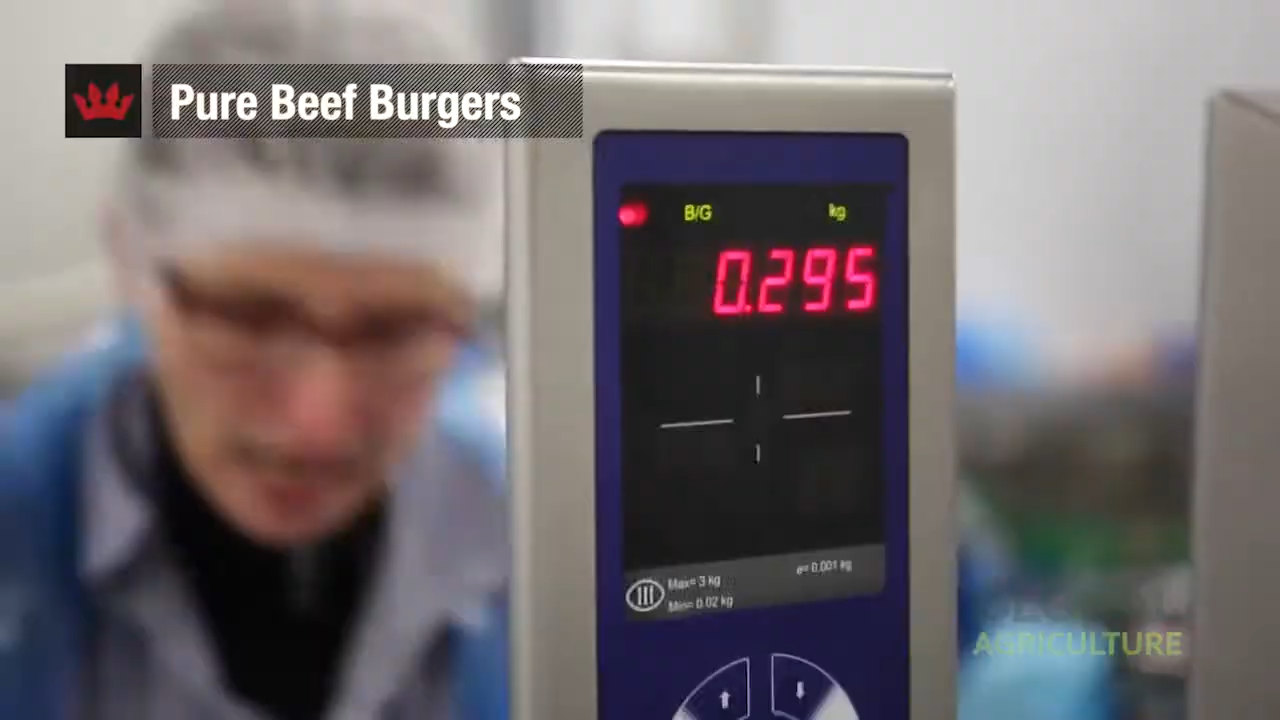 Pure Beef Burgers
B/G kg
0.295
Max= 3 kg e= 0.001 kg
Min= 0.02 kg
AGRICULTURE